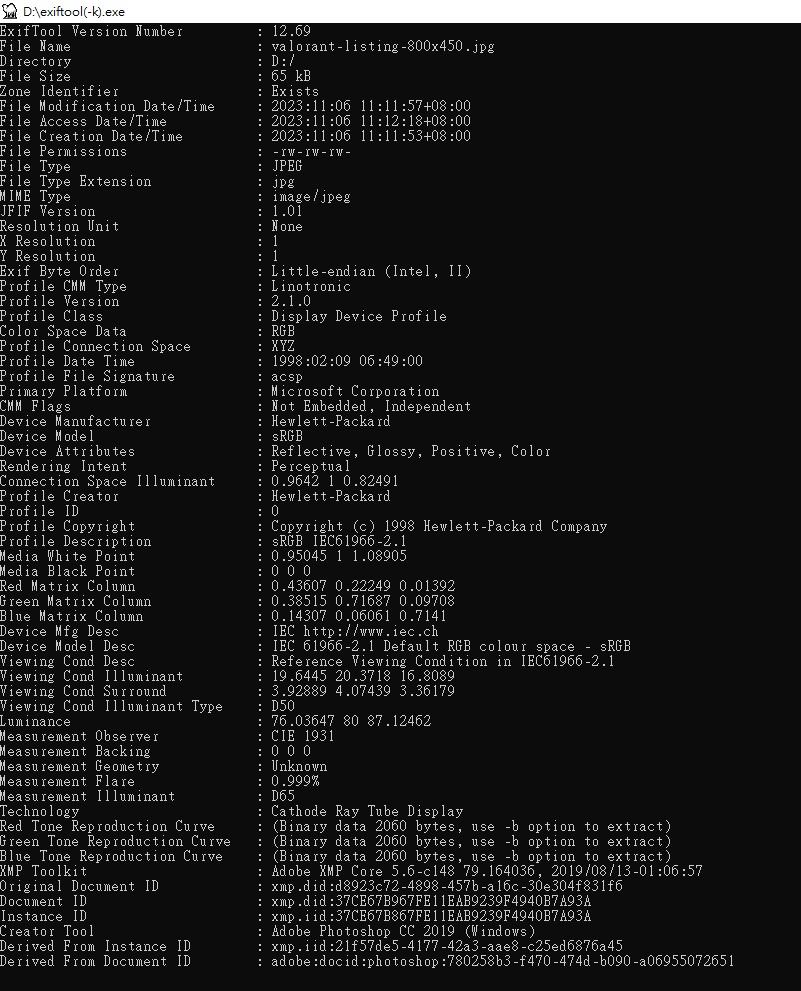 D:\exiftool(-k).exe
ExifTool Version Number : 12.69
File Name : valorant-listing-800x450.jpg
Directory : D:/
File Size : 65 kB
Zone Identifier : Exists
File Modification Date/Time : 2023:11:06 11:11:57+08:00
File Access Date/Time : 2023:11:06 11:12:18+08:00
File Creation Date/Time : 2023:11:06 11:11:53+08:00
File Permissions : -rw-rw-rw-
File Type : JPEG
File Type Extension : jpg
MIME Type : image/jpeg
JFIF Version : 1.01
Resolution Unit : None
X Resolution : 1
Y Resolution : 1
Exif Byte Order : Little-endian (Intel, II)
Profile CMM Type : Linotronic
Profile Version : 2.1.0
Profile Class : Display Device Profile
Color Space Data : RGB
Profile Connection Space : XYZ
Profile Date Time : 1998:02:09 06:49:00
Profile File Signature : acsp
Primary Platform : Microsoft Corporation
CMM Flags : Not Embedded, Independent
Device Manufacturer : Hewlett-Packard
Device Model : sRGB
Device Attributes : Reflective, Glossy, Positive, Color
Rendering Intent : Perceptual
Connection Space Illuminant : 0.9642 1 0.82491
Profile Creator : Hewlett-Packard
Profile ID : 0
Profile Copyright : Copyright (c) 1998 Hewlett-Packard Company
Profile Description : sRGB IEC61966-2.1
Media White Point : 0.95045 1 1.08905
Media Black Point : 0 0 0
Red Matrix Column : 0.43607 0.22249 0.01392
Green Matrix Column : 0.38515 0.71687 0.09708
Blue Matrix Column : 0.14307 0.06061 0.7141
Device Mfg Desc : IEC http://www.iec.ch
Device Model Desc : IEC 61966-2.1 Default RGB colour space - sRGB
Viewing Cond Desc : Reference Viewing Condition in IEC61966-2.1
Viewing Cond Illuminant : 19.6445 20.3718 16.8089
Viewing Cond Surround : 3.92889 4.07439 3.36179
Viewing Cond Illuminant Type : D50
Luminance : 76.03647 80 87.12462
Measurement Observer : CIE 1931
Measurement Backing : 0 0 0
Measurement Geometry : Unknown
Measurement Flare : 0.999%
Measurement Illuminant : D65
Technology : Cathode Ray Tube Display
Red Tone Reproduction Curve : (Binary data 2060 bytes, use -b option to extract)
Green Tone Reproduction Curve : (Binary data 2060 bytes, use -b option to extract)
Blue Tone Reproduction Curve : (Binary data 2060 bytes, use -b option to extract)
XMP Toolkit : Adobe XMP Core 5.6-c148 79.164036, 2019/08/13-01:06:57
Original Document ID : xmp.did:d8923c72-4898-457b-a16c-30e304f831f6
Document ID : xmp.did:37CE67B967FE11EAB9239F4940B7A93A
Instance ID : xmp.iid:37CE67B867FE11EAB9239F4940B7A93A
Creator Tool : Adobe Photoshop CC 2019 (Windows)
Derived From Instance ID : xmp.iid:21f57de5-4177-42a3-aae8-c25ed6876a45
Derived From Document ID : adobe:docid:photoshop:780258b3-f470-474d-b090-a06955072651